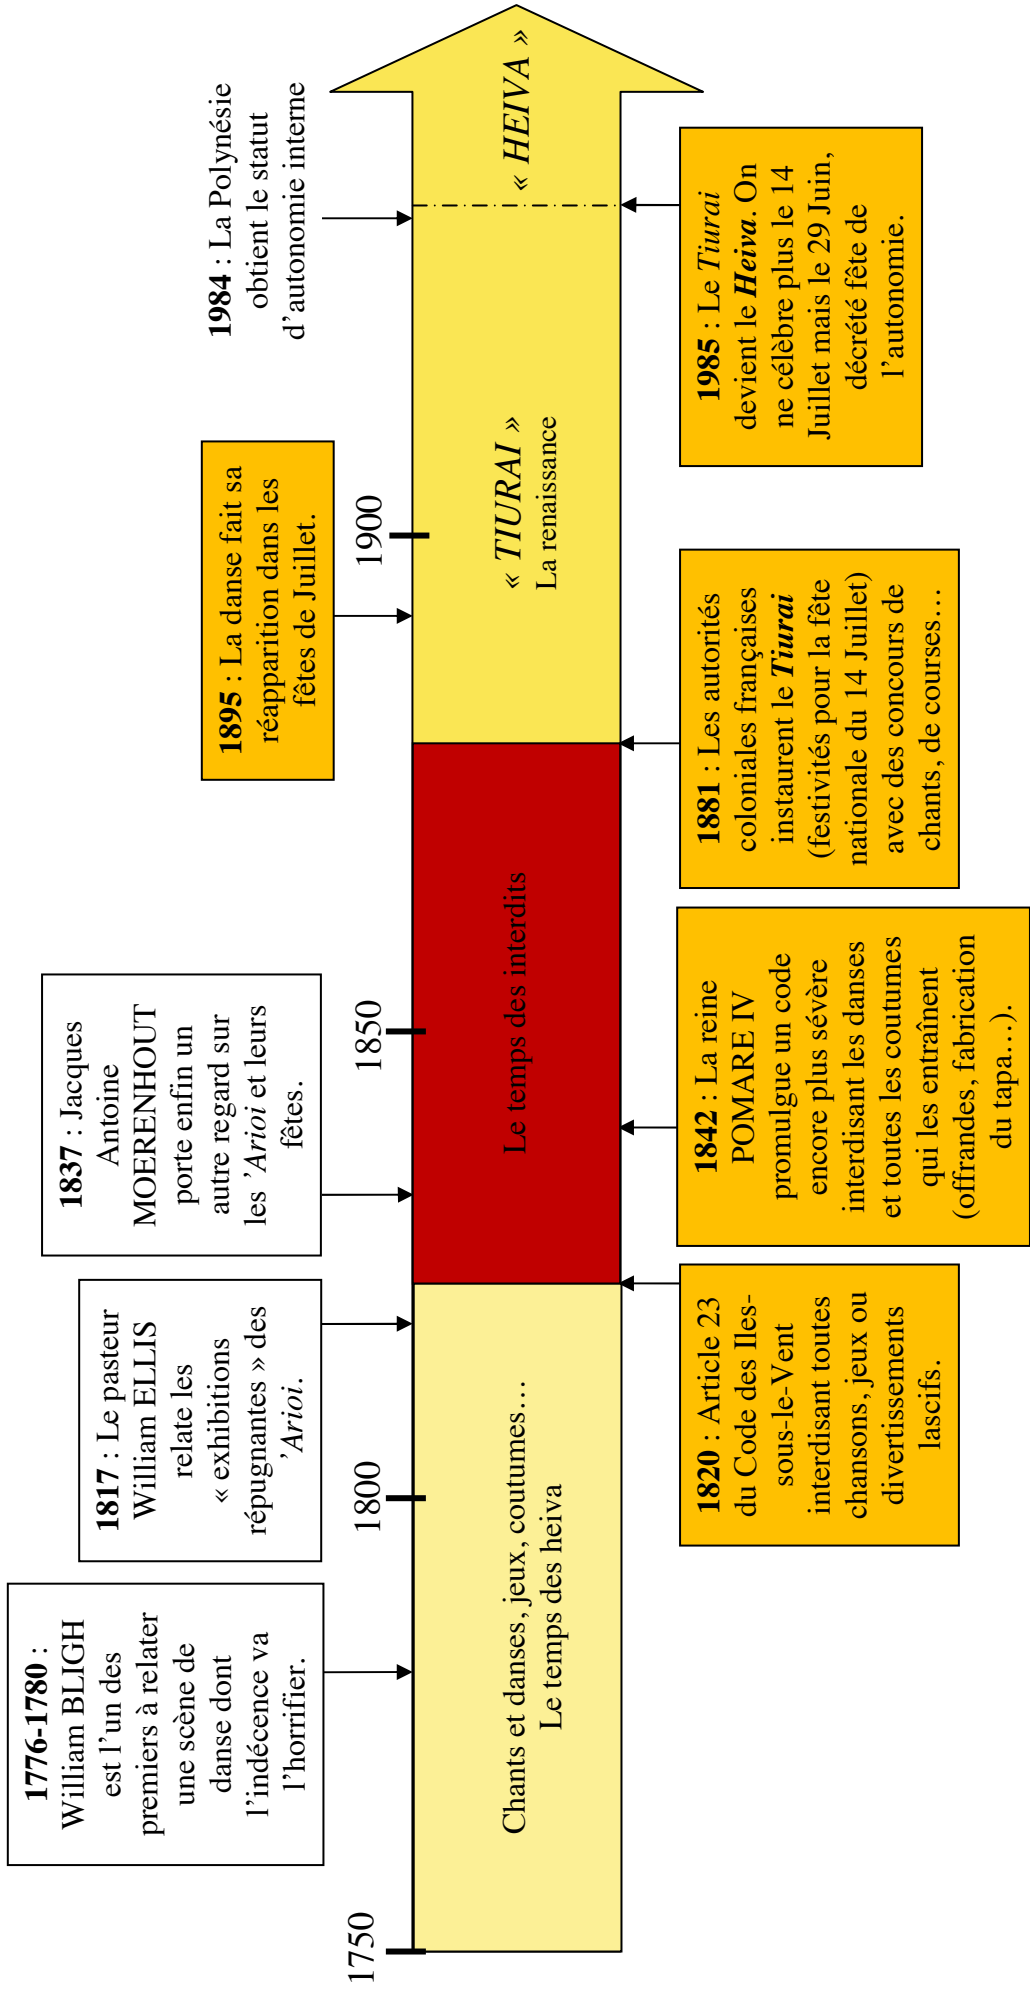 1776-1780 :
William BLIGH
est l'un des
premiers à relater
une scène de
danse dont
l'indécence va
l'horrifier.
1817 : Le pasteur
William ELLIS
relate les
« exhibitions
répugnantes » des
'Arioi.
1837 : Jacques
Antoine
MOERENHOUT
porte enfin un
autre regard sur
les 'Arioi et leurs
fêtes.
1895 : La danse fait sa
réapparition dans les
fêtes de Juillet.
1984 : La Polynésie
obtient le statut
d'autonomie interne
1750
1800
1850
1900
Chants et danses, jeux, coutumes…
Le temps des heiva
Le temps des interdits
« TIURAI »
La renaissance
« HEIVA »
1820 : Article 23
du Code des Iles-
sous-le-Vent
interdisant toutes
chansons, jeux ou
divertissements
lascifs.
1842 : La reine
POMARE IV
promulgue un code
encore plus sévère
interdisant les danses
et toutes les coutumes
qui les entraînent
(offrandes, fabrication
du tapa…).
1881 : Les autorités
coloniales françaises
instaurent le Tiurai
(festivités pour la fête
nationale du 14 Juillet)
avec des concours de
chants, de courses…
1985 : Le Tiurai
devient le Heiva. On
ne célèbre plus le 14
Juillet mais le 29 Juin,
décrété fête de
l'autonomie.